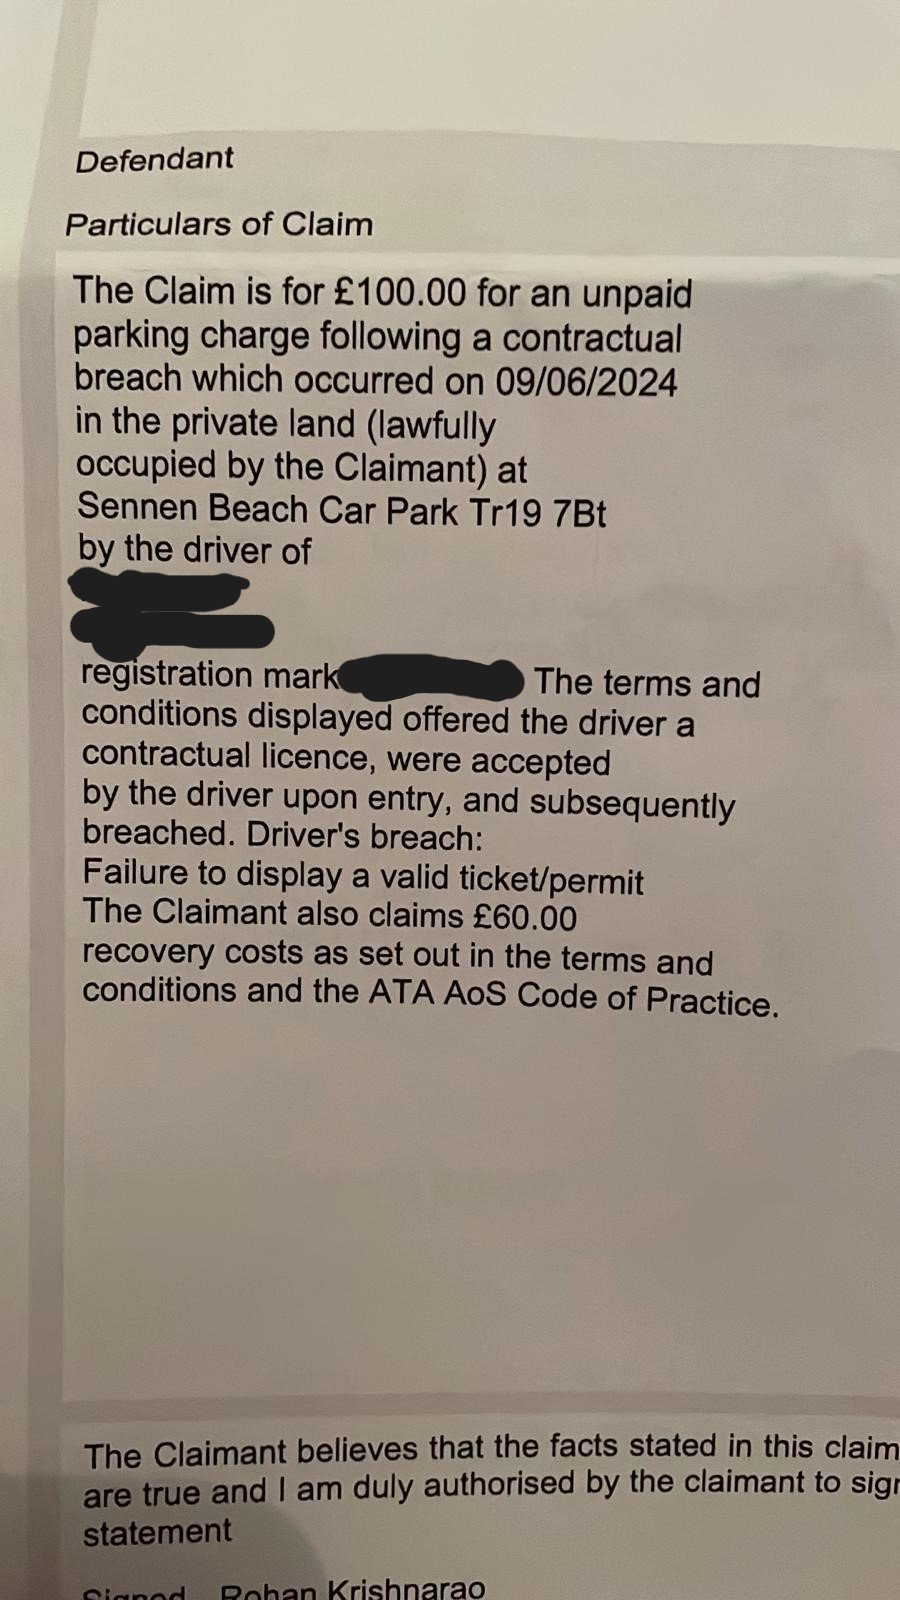 Defendant
Particulars of Claim
The Claim is for £100.00 for an unpaid
parking charge following a contractual
breach which occurred on 09/06/2024
in the private land (lawfully
occupied by the Claimant) at
Sennen Beach Car Park Tr19 7Bt
by the driver of
registration mark The terms and
conditions displayed offered the driver a
contractual licence, were accepted
by the driver upon entry, and subsequently
breached. Driver's breach:
Failure to display a valid ticket/permit
The Claimant also claims £60.00
recovery costs as set out in the terms and
conditions and the ATA AoS Code of Practice.
The Claimant believes that the facts stated in this claim
are true and I am duly authorised by the claimant to sign
statement
Signed Rohan Krishnarao